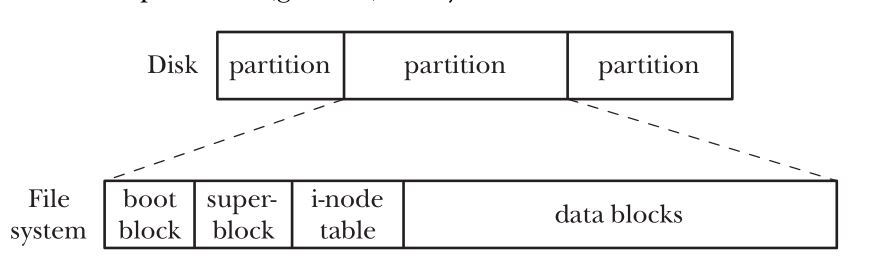 Disk
partition
partition
partition
File
system
boot
block
super-
block
i-node
table
data blocks